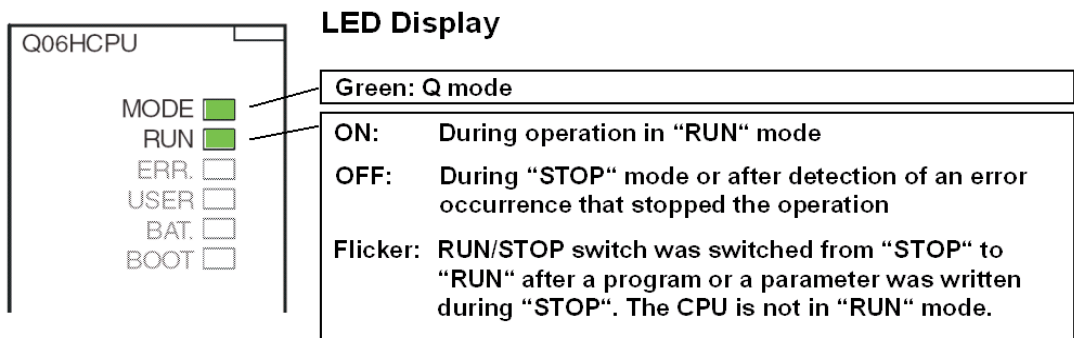 LED Display
Q06HCPU
MODE
RUN
ERR.
USER
BAT.
BOOT
Green: Q mode
ON: During operation in “RUN“ mode
OFF: During “STOP“ mode or after detection of an error
occurrence that stopped the operation
Flicker: RUN/STOP switch was switched from “STOP“ to
“RUN“ after a program or a parameter was written
during “STOP“. The CPU is not in “RUN“ mode.